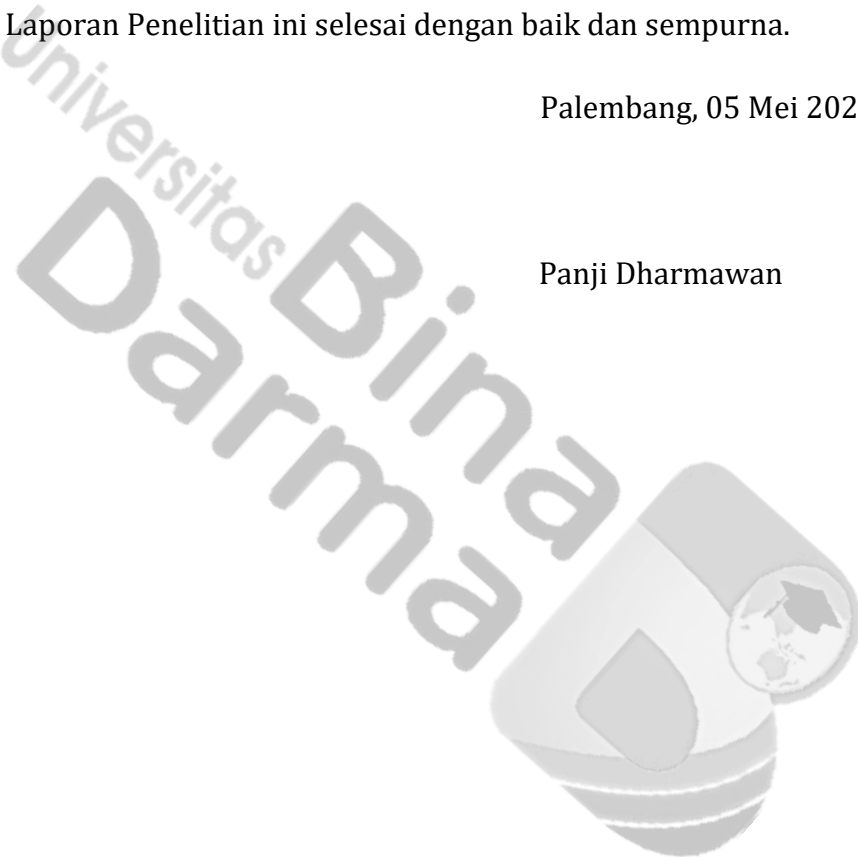 Laporan Penelitian ini selesai dengan baik dan sempurna.
Palembang, 05 Mei 202
Panji Dharmawan
Universitas
Bina
Darma